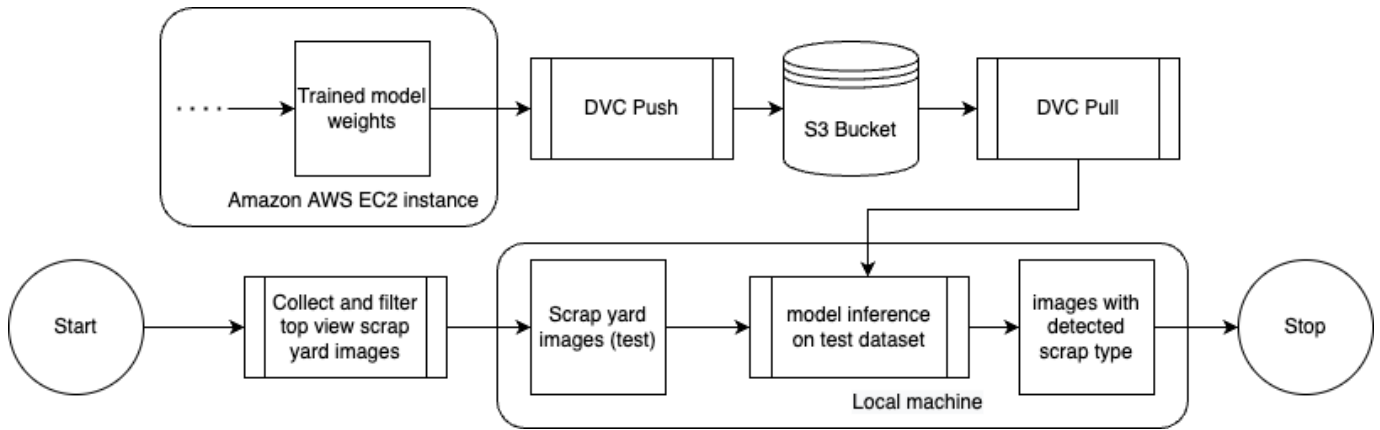 ....
Trained model
weights
Amazon AWS EC2 instance
DVC Push
S3 Bucket
DVC Pull
Start
Collect and filter
top view scrap
yard images
Scrap yard
images (test)
model inference
on test dataset
images with
detected
scrap type
Local machine
Stop